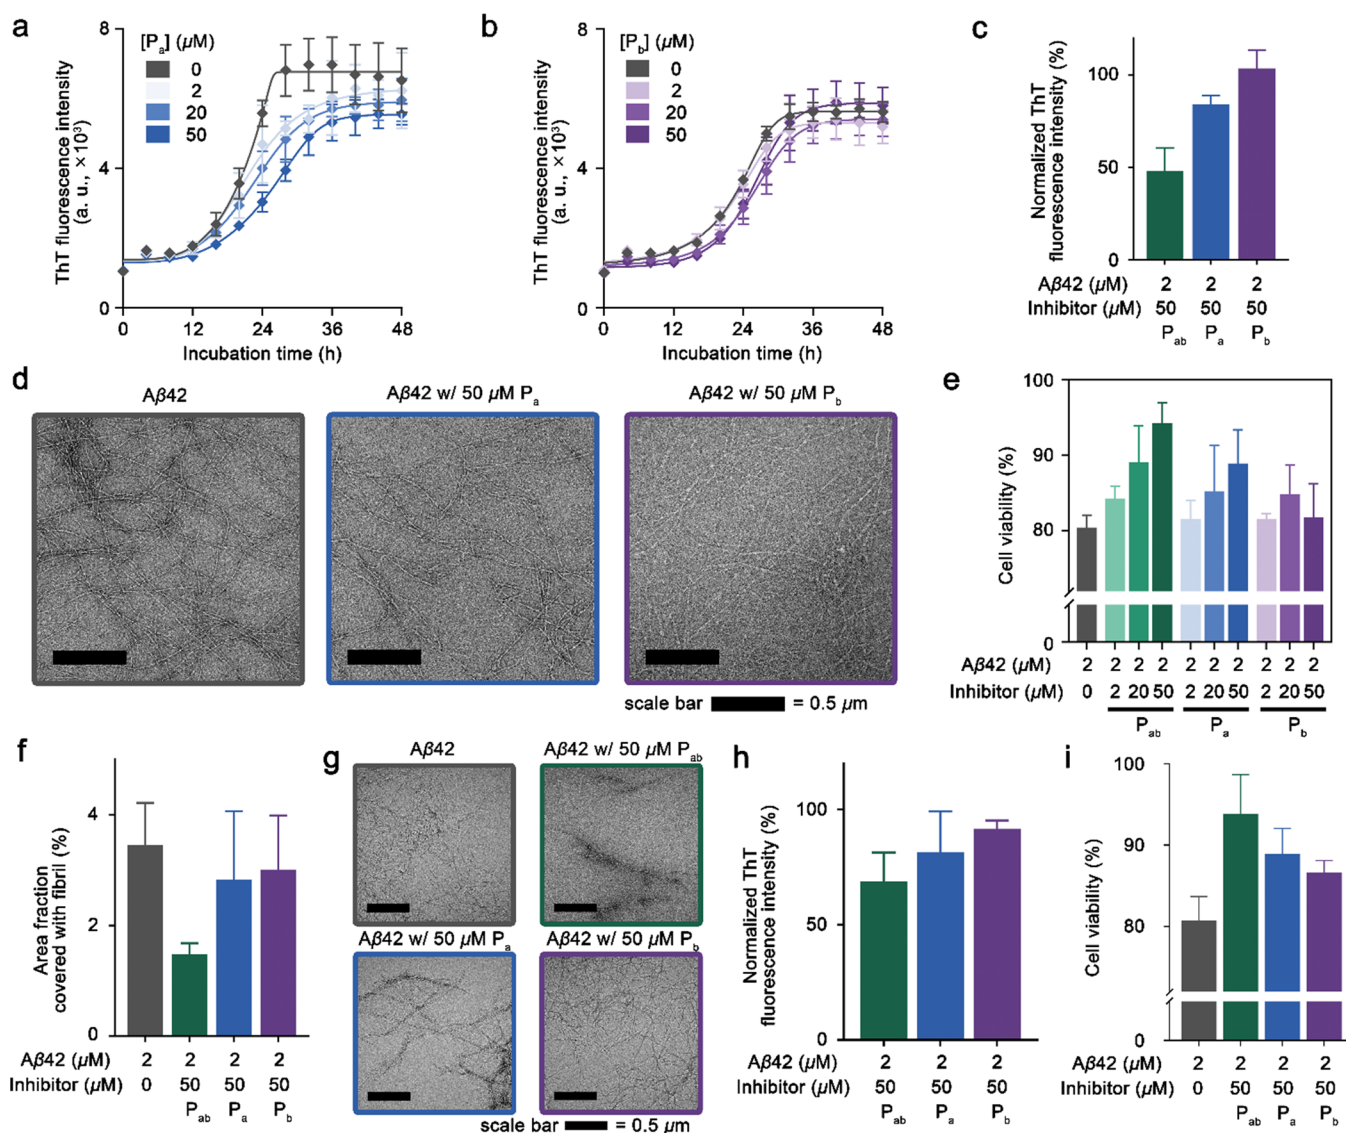 a
[Pa] (μM)
0
2
20
50
8
4
0
ThT fluorescence intensity
(a. u., ×10³)
0 12 24 36 48
Incubation time (h)
b
[Pb] (μM)
0
2
20
50
8
4
0
ThT fluorescence intensity
(a. u., ×10³)
0 12 24 36 48
Incubation time (h)
c
Normalized ThT
fluorescence intensity (%)
100
50
0
Aβ42 (μM) 2 2 2
Inhibitor (μM) 50 50 50
Pab Pa Pb
d
Aβ42
Aβ42 w/ 50 μM Pa
Aβ42 w/ 50 μM Pb
scale bar = 0.5 μm
e
Cell viability (%)
100
90
80
0
Aβ42 (μM) 2 2 2 2 2 2 2 2 2 2
Inhibitor (μM) 0 2 20 50 2 20 50 2 20 50
Pab Pa Pb
f
Area fraction
covered with fibril (%)
4
2
0
Aβ42 (μM) 2 2 2 2
Inhibitor (μM) 0 50 50 50
Pab Pa Pb
g
Aβ42
Aβ42 w/ 50 μM Pab
Aβ42 w/ 50 μM Pa
Aβ42 w/ 50 μM Pb
scale bar = 0.5 μm
h
Normalized ThT
fluorescence intensity (%)
100
50
0
Aβ42 (μM) 2 2 2
Inhibitor (μM) 50 50 50
Pab Pa Pb
i
Cell viability (%)
100
90
80
0
Aβ42 (μM) 2 2 2 2
Inhibitor (μM) 0 50 50 50
Pab Pa Pb